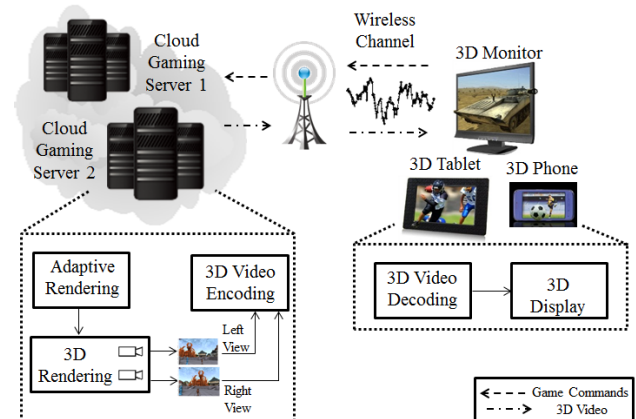 Cloud
Gaming
Server 1
Wireless
Channel
3D Monitor
Cloud
Gaming
Server 2
3D Tablet
3D Phone
Adaptive
Rendering
3D Video
Encoding
Left
View
3D
Rendering
Right
View
3D Video
Decoding
3D
Display
Game Commands
3D Video